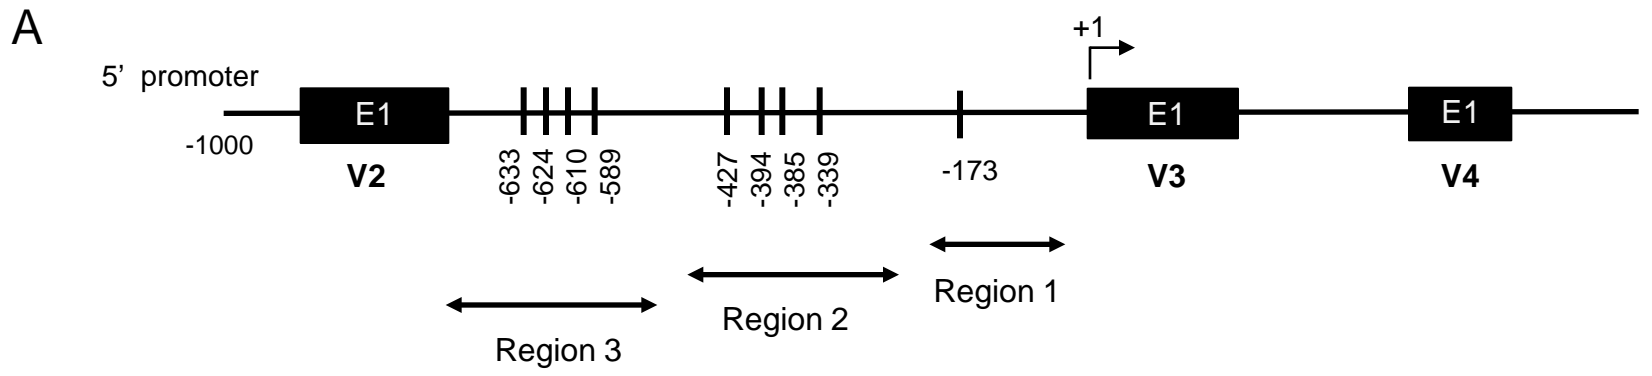 A
+1
5’ promoter
E1
E1
E1
-1000
V2
-633
-624
-610
-589
-427
-394
-385
-339
-173
V3
V4
Region 1
Region 2
Region 3